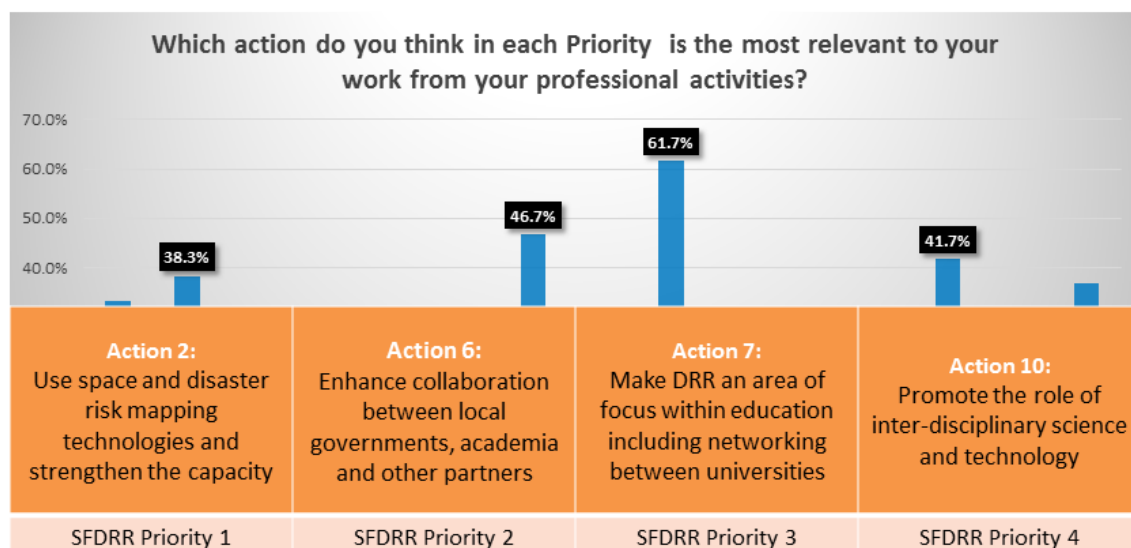 Which action do you think in each Priority is the most relevant to your
work from your professional activities?
70.0%
60.0%
50.0%
40.0%
38.3%
46.7%
61.7%
41.7%
Action 2:
Use space and disaster
risk mapping
technologies and
strengthen the capacity
Action 6:
Enhance collaboration
between local
governments, academia
and other partners
Action 7:
Make DRR an area of
focus within education
including networking
between universities
Action 10:
Promote the role of
inter-disciplinary science
and technology
SFDRR Priority 1
SFDRR Priority 2
SFDRR Priority 3
SFDRR Priority 4